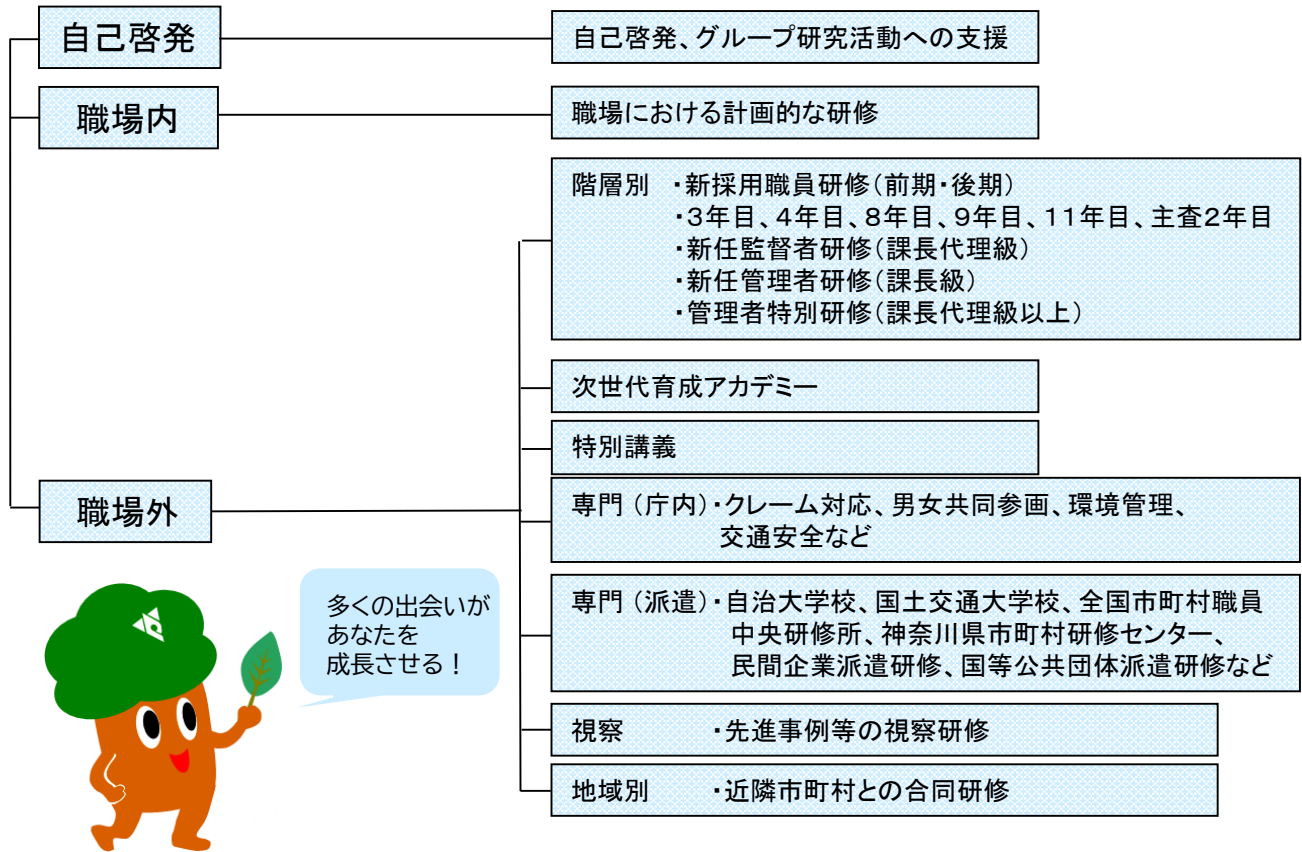 自己啓発
自己啓発、グループ研究活動への支援
職場内
職場における計画的な研修
階層別 ・新採用職員研修（前期・後期）
・３年目、４年目、８年目、９年目、１１年目、主査２年目
・新任監督者研修（課長代理級）
・新任管理者研修（課長級）
・管理者特別研修（課長代理級以上）
次世代育成アカデミー
特別講義
職場外
専門（庁内）・クレーム対応、男女共同参画、環境管理、
交通安全など
専門（派遣）・自治大学校、国土交通大学校、全国市町村職員
中央研修所、神奈川県市町村研修センター、
民間企業派遣研修、国等公共団体派遣研修など
視察 ・先進事例等の視察研修
地域別 ・近隣市町村との合同研修
多くの出会いが
あなたを
成長させる！